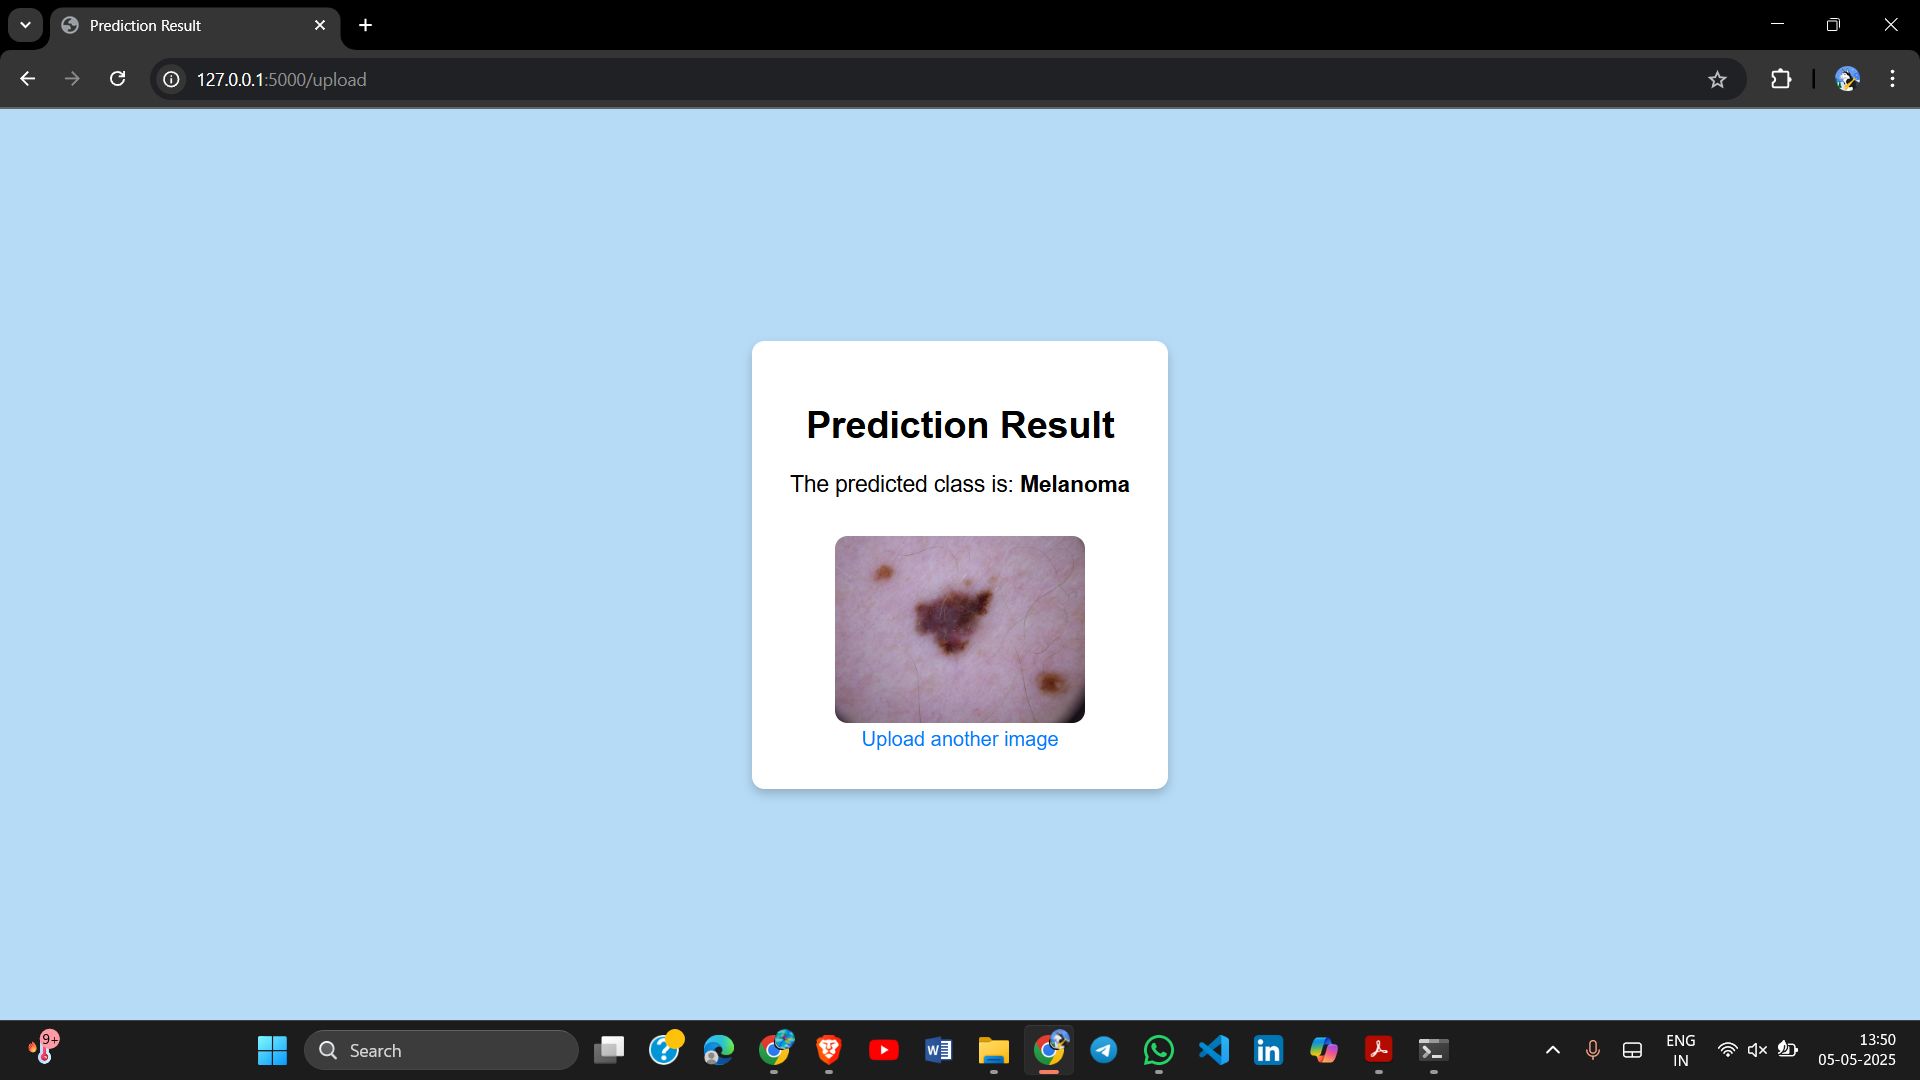 Prediction Result
127.0.0.1:5000/upload
Prediction Result
The predicted class is: Melanoma
Upload another image
9+
Search
ENG
IN
13:50
05-05-2025